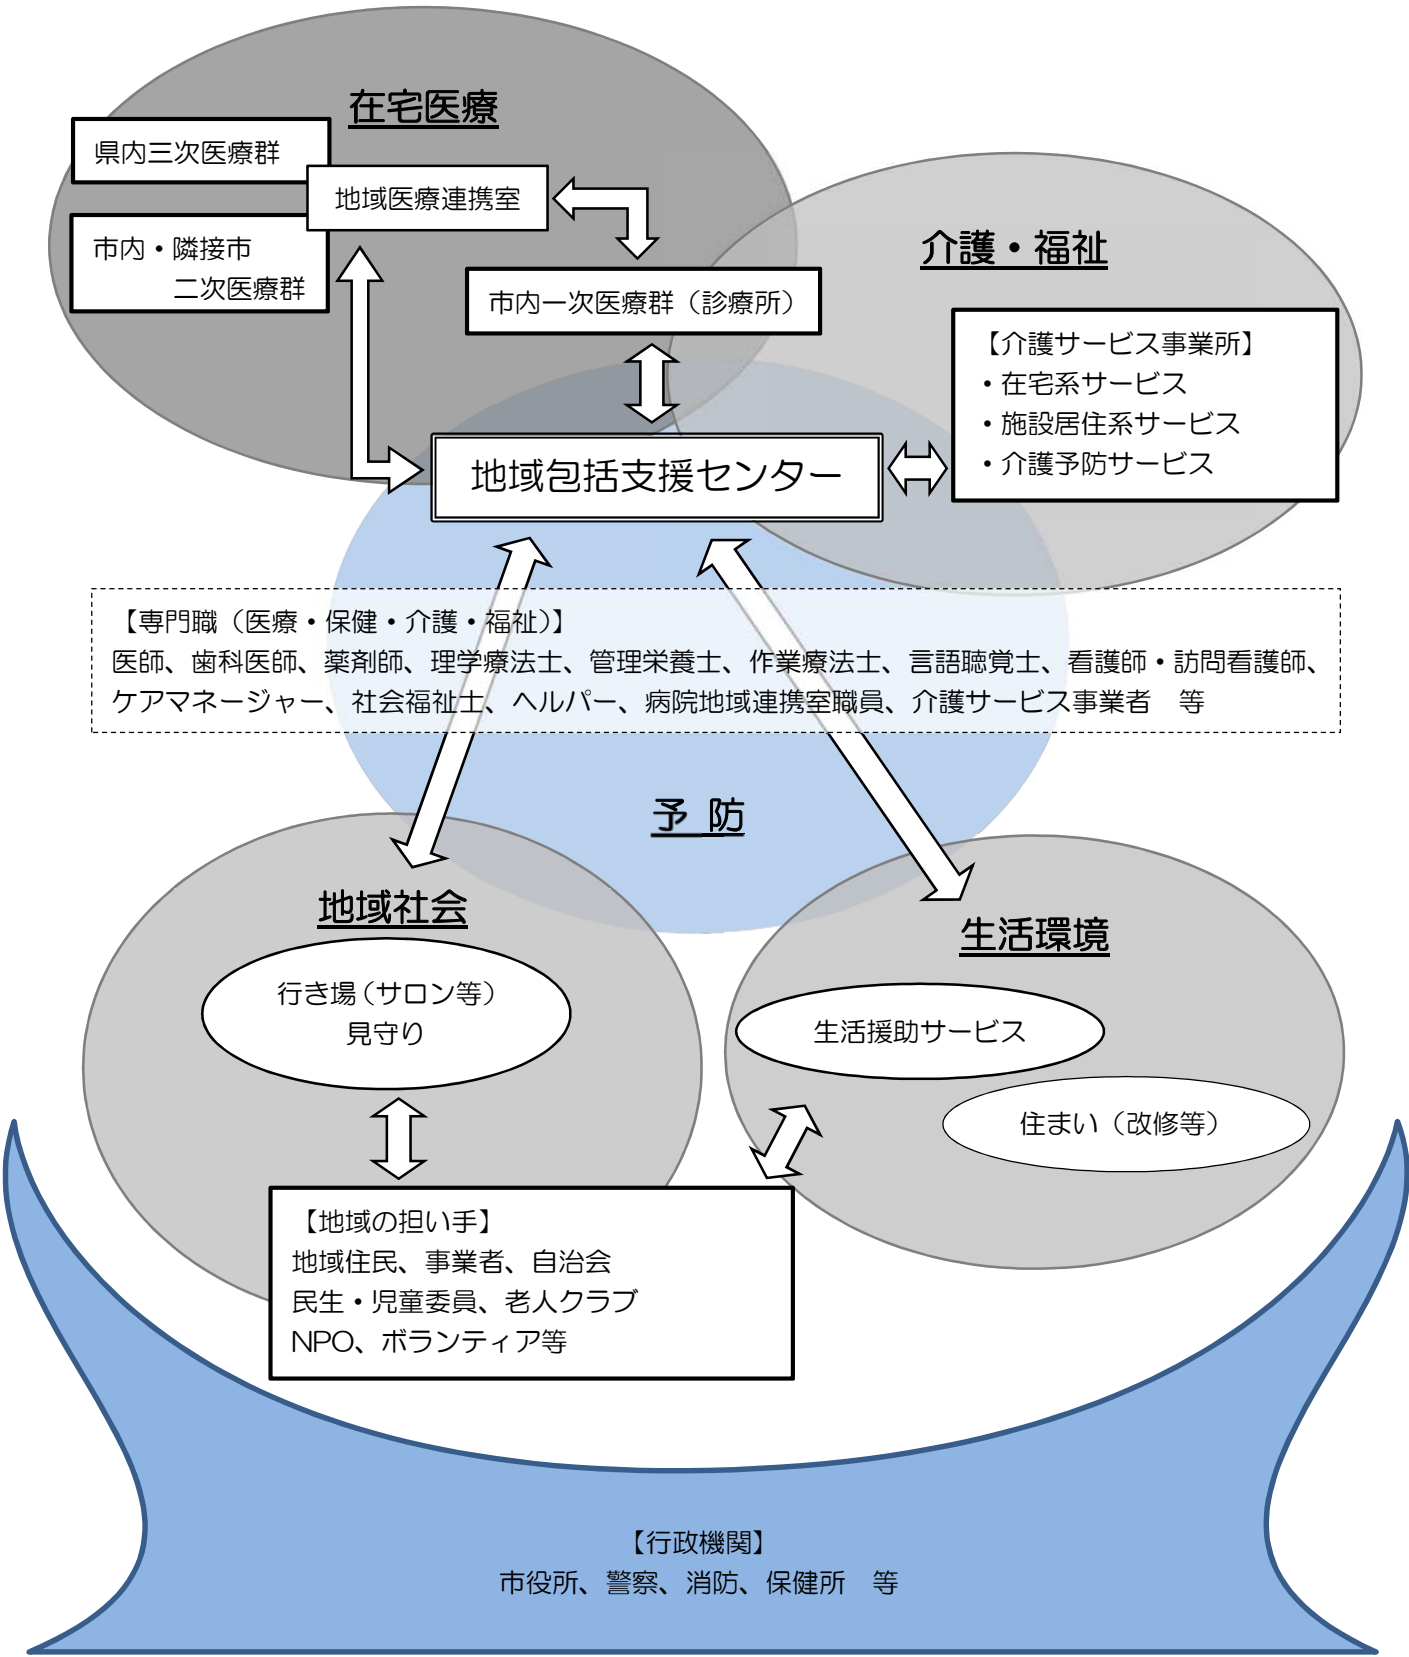 在宅医療
県内三次医療群
地域医療連携室
市内・隣接市
二次医療群
市内一次医療群（診療所）
介護・福祉
【介護サービス事業所】
・在宅系サービス
・施設居住系サービス
・介護予防サービス
地域包括支援センター
【専門職（医療・保健・介護・福祉）】
医師、歯科医師、薬剤師、理学療法士、管理栄養士、作業療法士、言語聴覚士、看護師・訪問看護師、
ケアマネージャー、社会福祉士、ヘルパー、病院地域連携室職員、介護サービス事業者　等
予 防
地域社会
行き場（サロン等）
見守り
生活環境
生活援助サービス
住まい（改修等）
【地域の担い手】
地域住民、事業者、自治会
民生・児童委員、老人クラブ
NPO、ボランティア等
【行政機関】
市役所、警察、消防、保健所　等